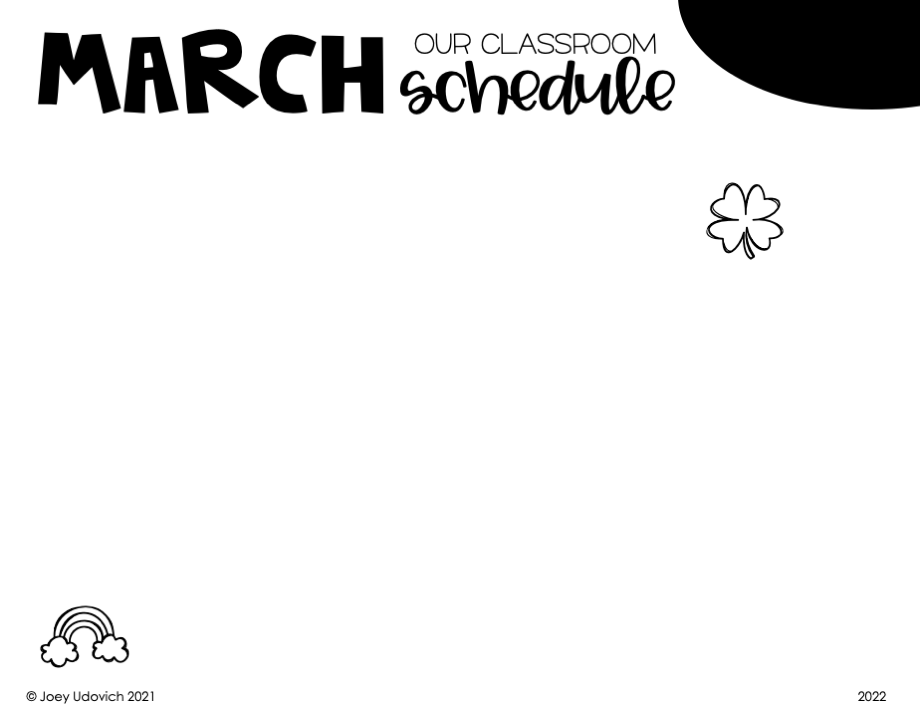 MARCH
OUR CLASSROOM
schedule
© Joey Udovich 2021
2022